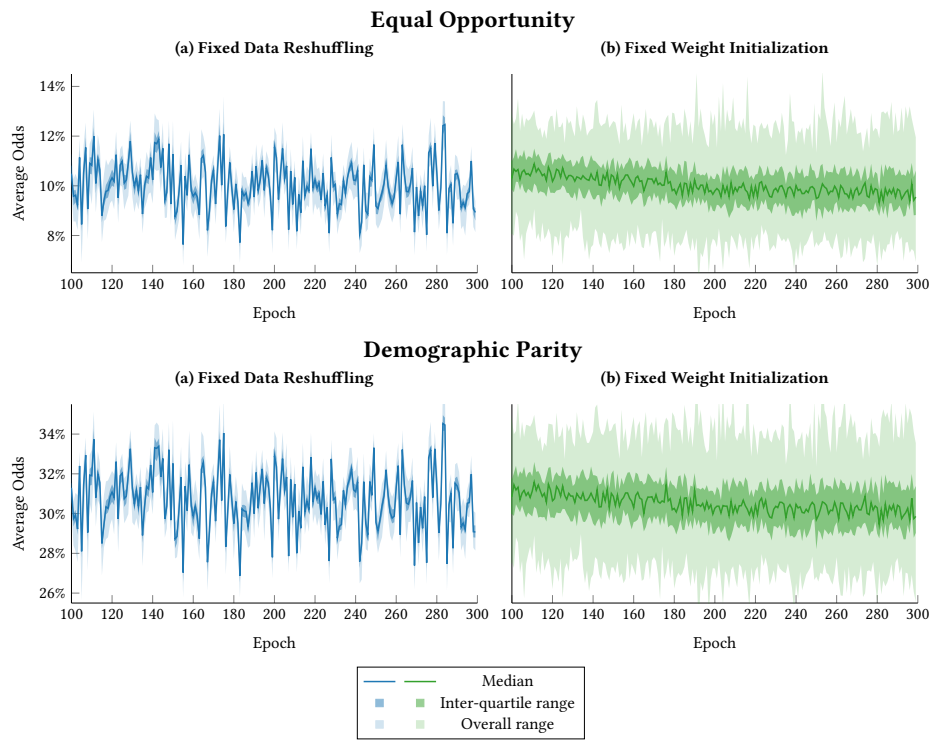 Equal Opportunity
(a) Fixed Data Reshuffling
(b) Fixed Weight Initialization
14%
12%
10%
8%
Average Odds
100 120 140 160 180 200 220 240 260 280 300
100 120 140 160 180 200 220 240 260 280 300
Epoch
Epoch
Demographic Parity
(a) Fixed Data Reshuffling
(b) Fixed Weight Initialization
34%
32%
30%
28%
26%
Average Odds
100 120 140 160 180 200 220 240 260 280 300
100 120 140 160 180 200 220 240 260 280 300
Epoch
Epoch
Median
Inter-quartile range
Overall range